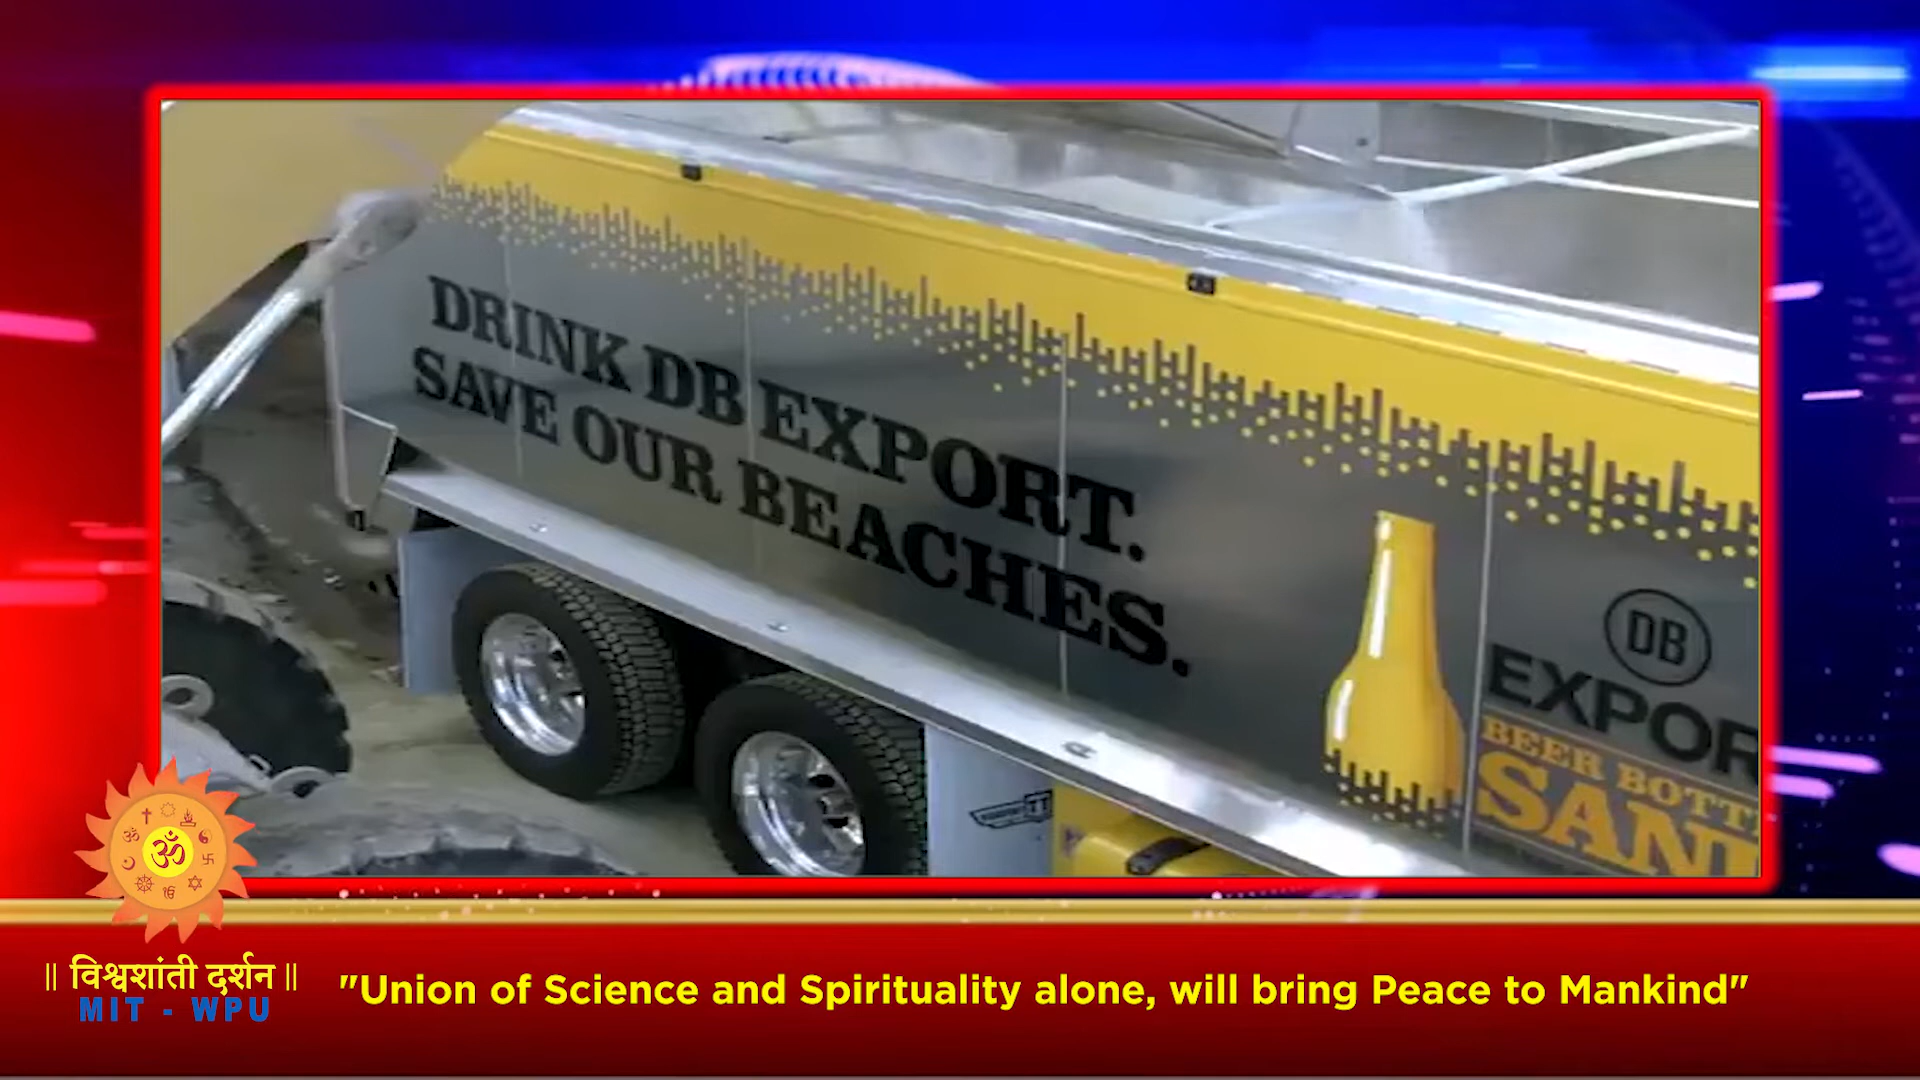 DRINK DB EXPORT.
SAVE OUR BEACHES.
DB
EXPOR
BEER BOTT
SAN
|| विश्वशांती दर्शन ||
MIT - WPU
"Union of Science and Spirituality alone, will bring Peace to Mankind"